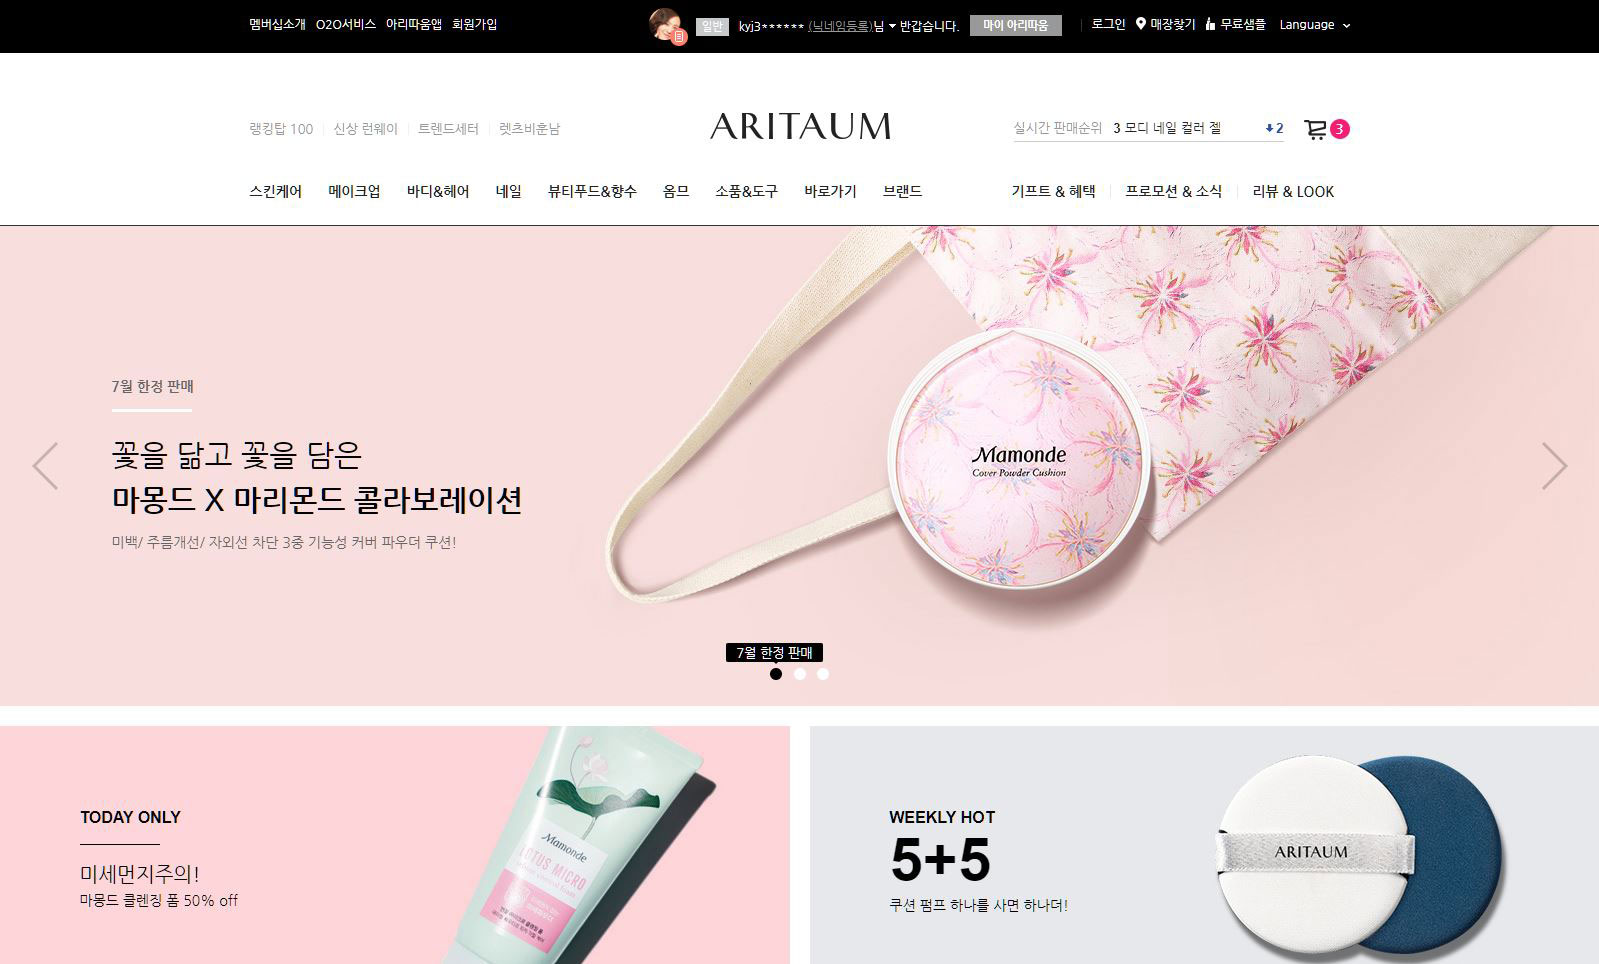 멤버십소개 O2O서비스 아리따움앱 회원가입
일반 kyj3****** (닉네임등록)님 반갑습니다. 마이 아리따움
로그인 매장찾기 무료샘플 Language
랭킹탑 100 신상 런웨이 트렌드세터 렛츠비훈남
ARITAUM
실시간 판매순위 3 모디 네일 컬러 젤 2
3
스킨케어 메이크업 바디&헤어 네일 뷰티푸드&향수 옴므 소품&도구 바로가기 브랜드
기프트 & 혜택 프로모션 & 소식 리뷰 & LOOK
7월 한정 판매
꽃을 닮고 꽃을 담은
마몽드 X 마리몬드 콜라보레이션
미백/ 주름개선/ 자외선 차단 3중 기능성 커버 파우더 쿠션!
Mamonde
Cover Powder Cushion
7월 한정 판매
TODAY ONLY
미세먼지주의!
마몽드 클렌징 폼 50% off
Mamonde
LOTUS MICRO
WEEKLY HOT
5+5
쿠션 펌프 하나를 사면 하나더!
ARITAUM